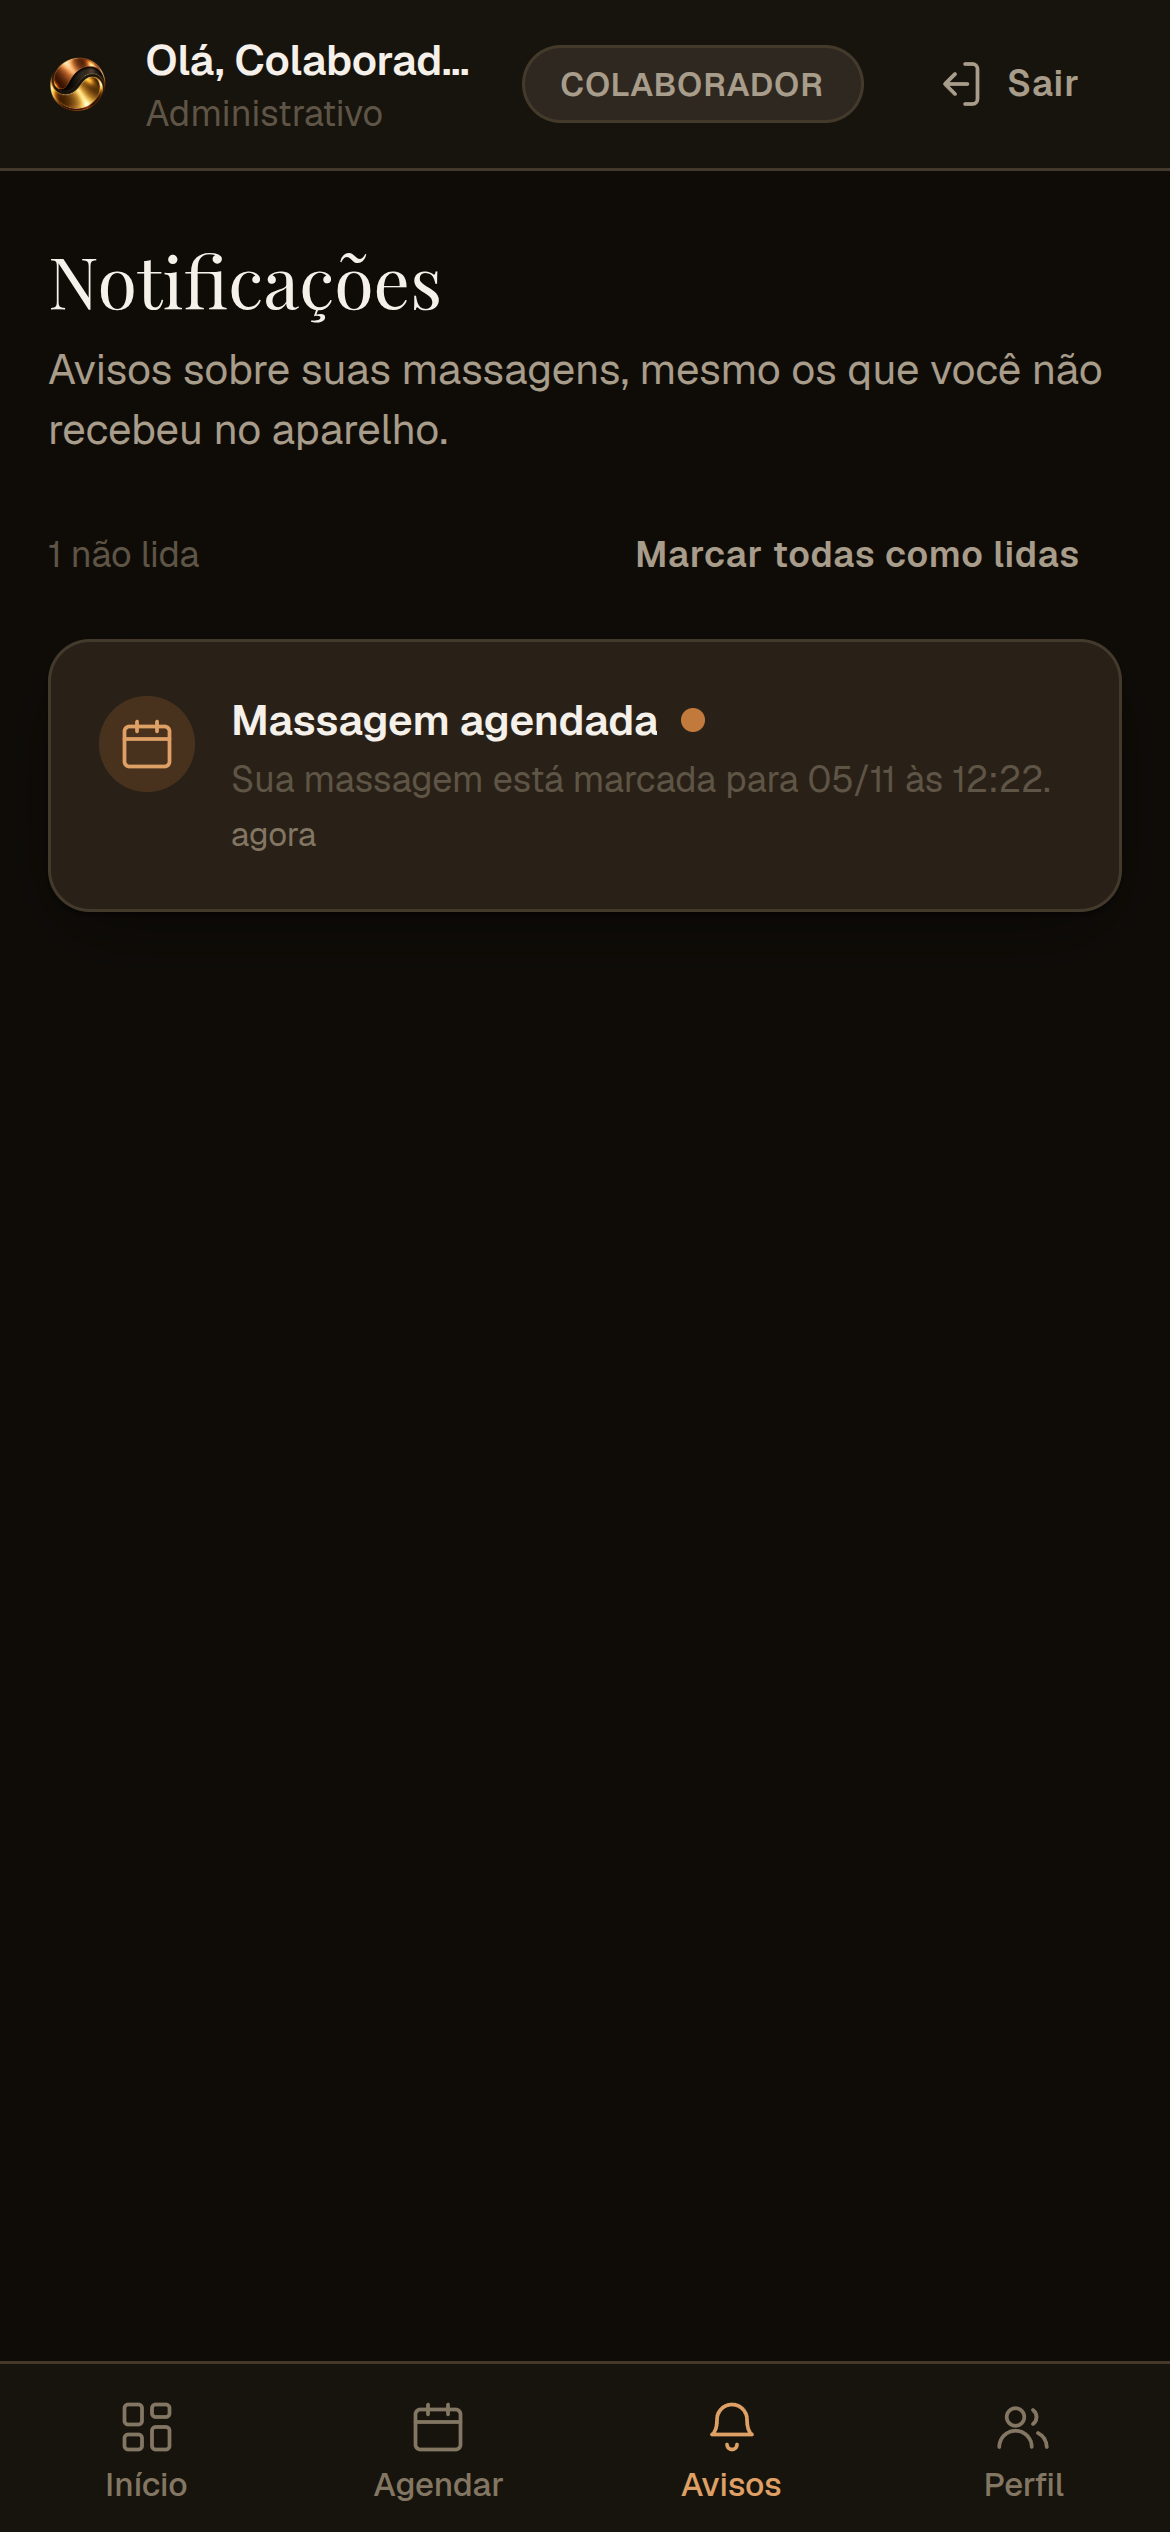 Olá, Colaborad...
Administrativo
COLABORADOR
Sair
Notificações
Avisos sobre suas massagens, mesmo os que você não
recebeu no aparelho.
1 não lida
Marcar todas como lidas
Massagem agendada
Sua massagem está marcada para 05/11 às 12:22.
agora
Início
Agendar
Avisos
Perfil